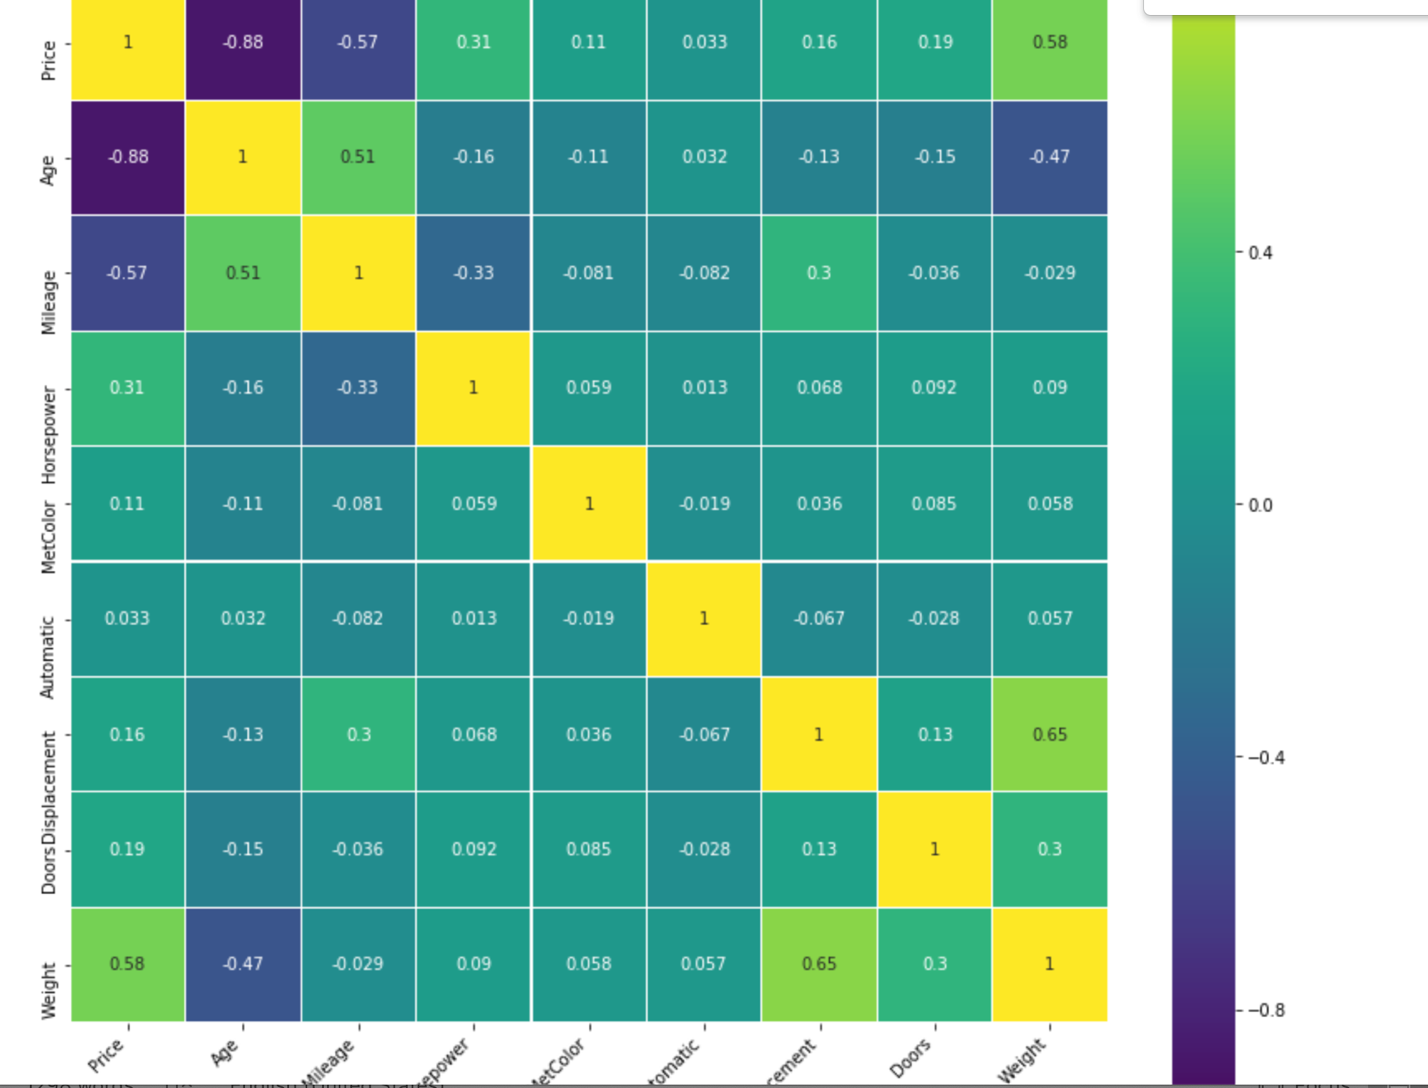 Price 1 -0.88 -0.57 0.31 0.11 0.033 0.16 0.19 0.58
Age -0.88 1 0.51 -0.16 -0.11 0.032 -0.13 -0.15 -0.47
Mileage -0.57 0.51 1 -0.33 -0.081 -0.082 0.3 -0.036 -0.029
Horsepower 0.31 -0.16 -0.33 1 0.059 0.013 0.068 0.092 0.09
MetColor 0.11 -0.11 -0.081 0.059 1 -0.019 0.036 0.085 0.058
Automatic 0.033 0.032 -0.082 0.013 -0.019 1 -0.067 -0.028 0.057
Displacement 0.16 -0.13 0.3 0.068 0.036 -0.067 1 0.13 0.65
Doors 0.19 -0.15 -0.036 0.092 0.085 -0.028 0.13 1 0.3
Weight 0.58 -0.47 -0.029 0.09 0.058 0.057 0.65 0.3 1
Price Age Mileage epower MetColor tomatic cement Doors Weight
0.4
0.0
−0.4
−0.8